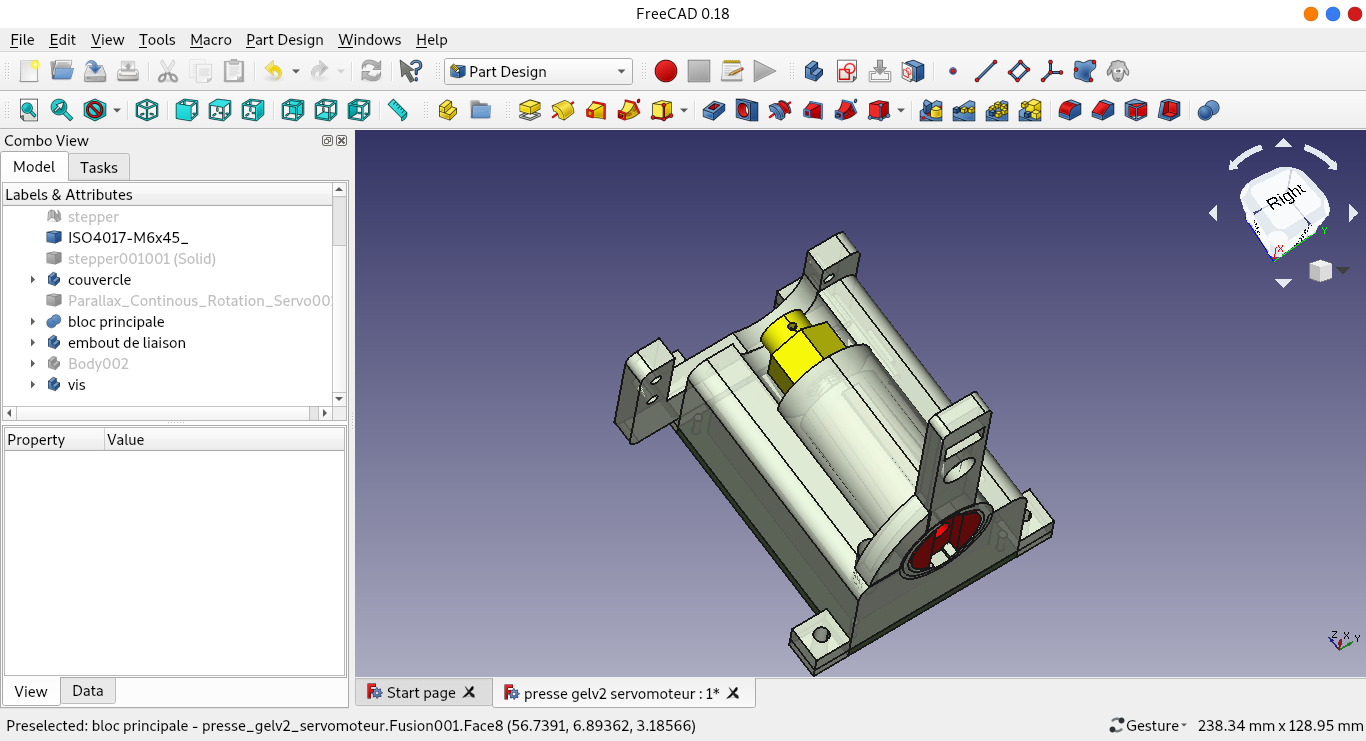 FreeCAD 0.18
File Edit View Tools Macro Part Design Windows Help
Part Design
Combo View
Model Tasks
Labels & Attributes
stepper
ISO4017-M6x45_
stepper001001 (Solid)
couvercle
Parallax_Continous_Rotation_Servo00
bloc principale
embout de liaison
Body002
vis
Property Value
View Data
Right
X
Y
Z X Y
Start page
presse gelv2 servomoteur : 1*
Preselected: bloc principale - presse_gelv2_servomoteur.Fusion001.Face8 (56.7391, 6.89362, 3.18566)
Gesture
238.34 mm x 128.95 mm